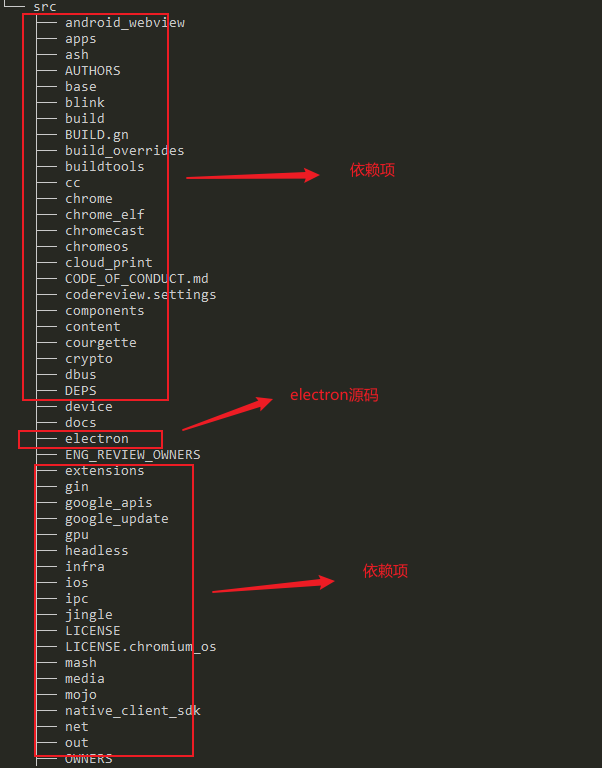 src
android_webview
apps
ash
AUTHORS
base
blink
build
BUILD.gn
build_overrides
buildtools
依赖项
cc
chrome
chrome_elf
chromecast
chromeos
cloud_print
CODE_OF_CONDUCT.md
codereview.settings
components
content
courgette
crypto
dbus
DEPS
electron源码
device
docs
electron
ENG_REVIEW_OWNERS
extensions
gin
google_apis
google_update
gpu
headless
infra
依赖项
ios
ipc
jingle
LICENSE
LICENSE.chromium_os
mash
media
mojo
native_client_sdk
net
out
OWNERS